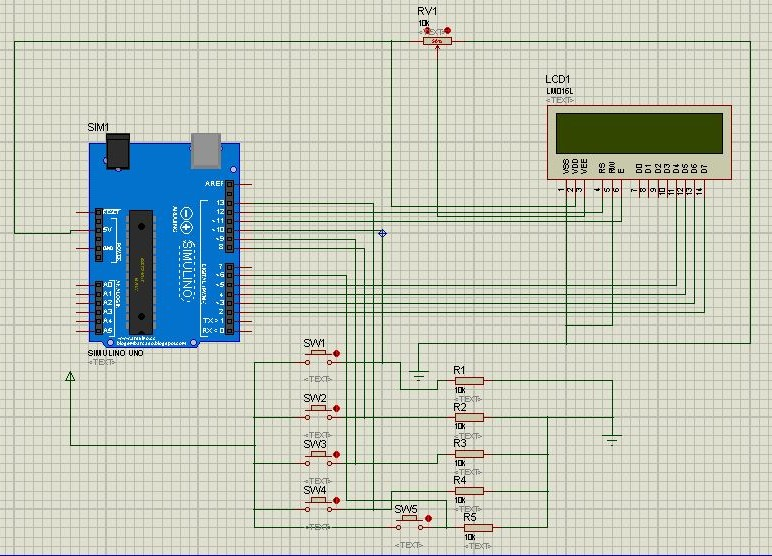 RV1
10k
<TEXT>
LCD1
LM016L
<TEXT>
VSS
VDD
VEE
RS
RW
E
D0
D1
D2
D3
D4
D5
D6
D7
1
2
3
4
5
6
7
8
9
10
11
12
13
14
SIM1
AREF
RESET
5V
GND
POWER
A0
A1
A2
A3
A4
A5
13
12
~11
~10
~9
8
7
~6
~5
4
~3
2
TX > 1
RX < 0
ARDUINO
SIMULINO
SIMULINO UNO
<TEXT>
SW1
<TEXT>
SW2
<TEXT>
SW3
<TEXT>
SW4
<TEXT>
SW5
<TEXT>
R1
10k
<TEXT>
R2
10k
<TEXT>
R3
10k
<TEXT>
R4
10k
<TEXT>
R5
10k
<TEXT>